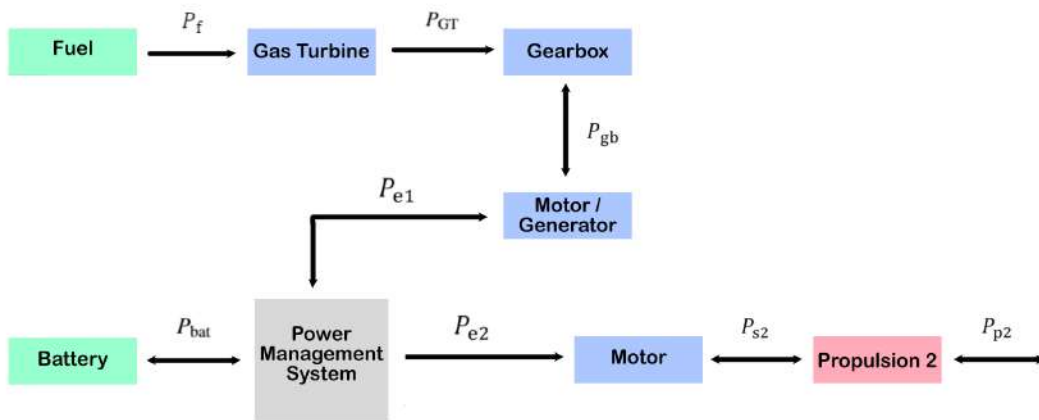 P_f
P_GT
Fuel
Gas Turbine
Gearbox
P_gb
P_e1
Motor /
Generator
P_bat
P_e2
P_s2
P_p2
Power
Management
System
Battery
Motor
Propulsion 2